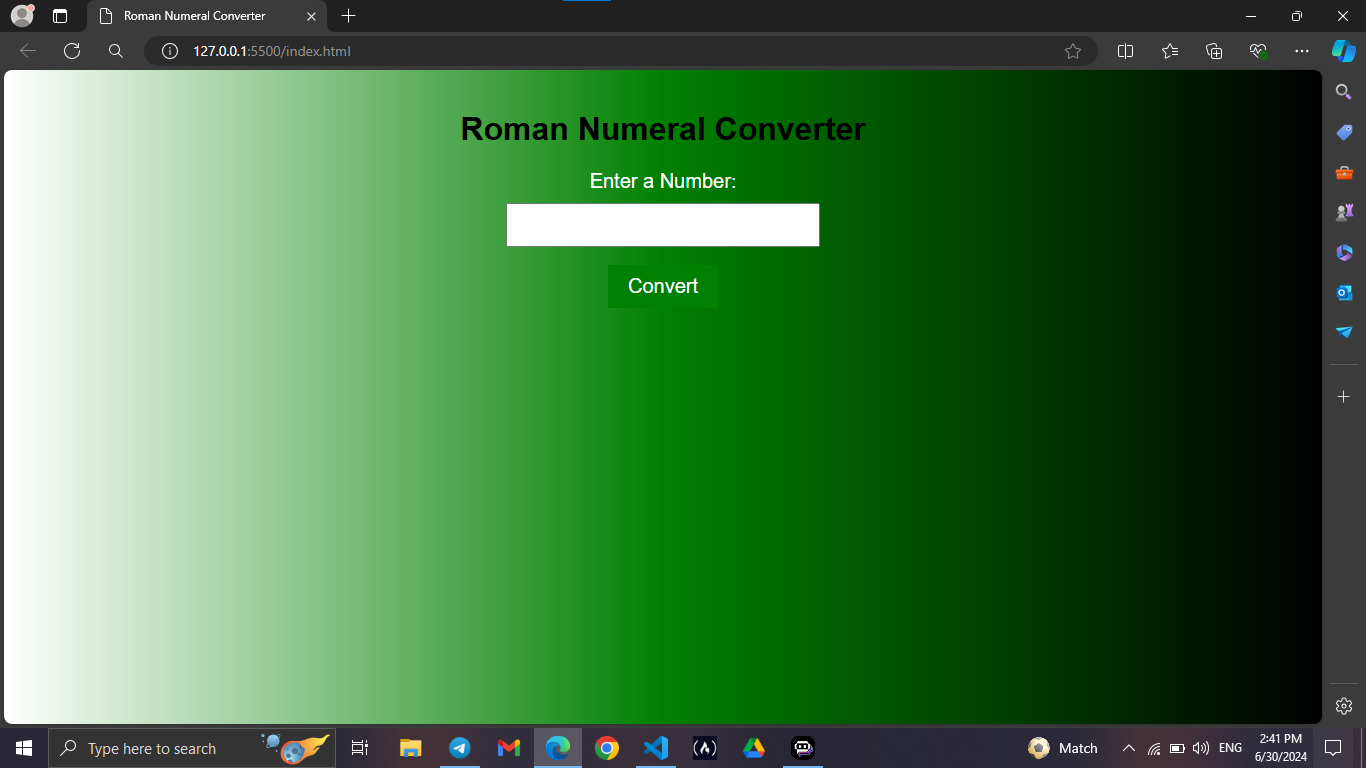 Roman Numeral Converter
127.0.0.1:5500/index.html
Roman Numeral Converter
Enter a Number:
Convert
Type here to search
Match
ENG
2:41 PM
6/30/2024